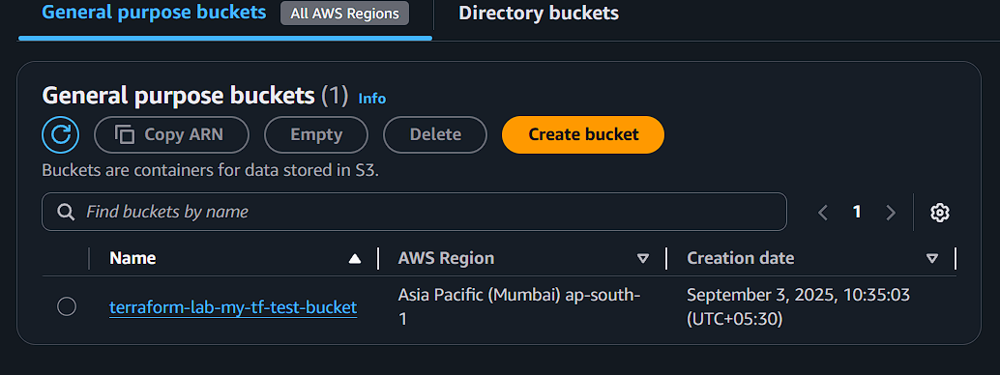 General purpose buckets All AWS Regions Directory buckets
General purpose buckets (1) Info
Copy ARN Empty Delete Create bucket
Buckets are containers for data stored in S3.
Find buckets by name 1
Name AWS Region Creation date
terraform-lab-my-tf-test-bucket Asia Pacific (Mumbai) ap-south- September 3, 2025, 10:35:03
1 (UTC+05:30)